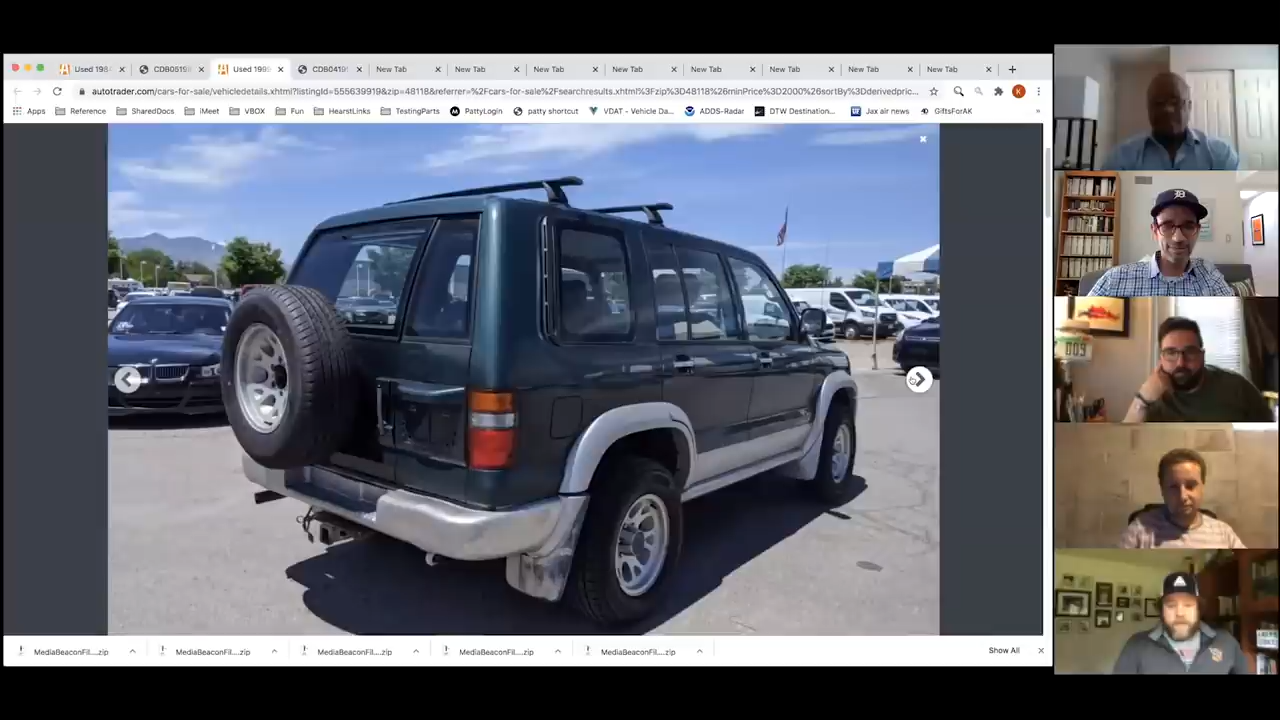 Used 198
CDB0519
Used 1995
CDB0419
New Tab
New Tab
New Tab
New Tab
New Tab
New Tab
New Tab
New Tab
autotrader.com/cars-for-sale/vehicledetails.xhtml?listingId=555639919&zip=48118&referrer=%2Fcars-for-sale%2Fsearchresults.xhtml%3Fzip%3D48118%26minPrice%3D2000%26sortBy%3Dderivedpric...
Apps
Reference
SharedDocs
iMeet
VBOX
Fun
HearstLinks
TestingParts
PattyLogin
patty shortcut
VDAT - Vehicle Da...
ADDS-Radar
DTW Destination...
Jax air news
GiftsForAK
»
K
009
MediaBeaconFil....zip
MediaBeaconFil....zip
MediaBeaconFil....zip
MediaBeaconFil....zip
MediaBeaconFil....zip
Show All